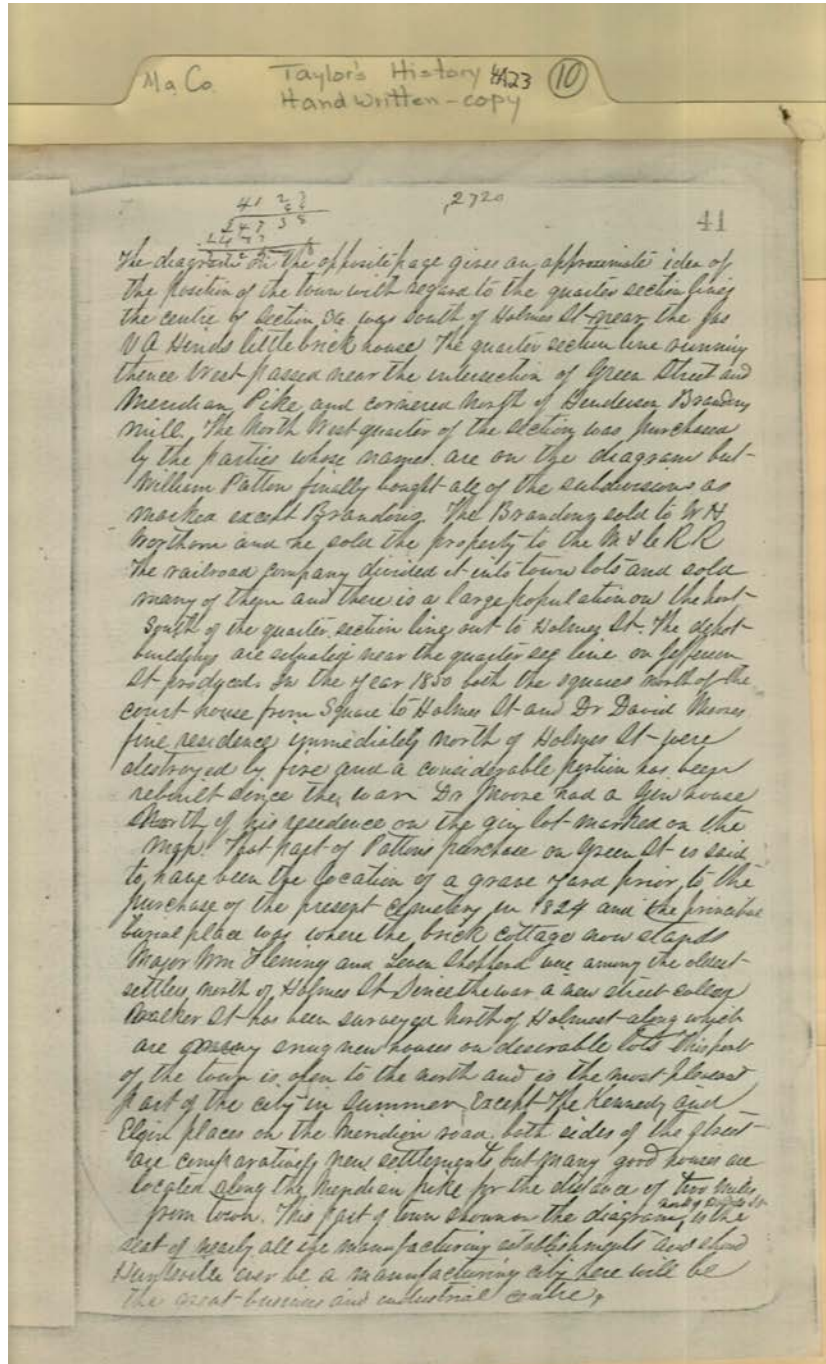 Ma. Co. Taylor's History 4A23 10
Handwritten - copy
2720
41
The diagram on the opposite page gives an approximate idea of
the position of the town with regard to the quarter section lines
the centre of Section 36 was south of Holmes St near the
V A Hinds little brick house The quarter section line running
thence West passed near the intersection of Green Street and
Meridian Pike and cornered North of Henderson Brandons
mill. The North West quarter of the section was purchased
by the parties whose names are on the diagram but
William Patton finally bought all of the subdivisions as
marked except Brandons. The Brandons sold to W H
Northom and he sold the property to the M & C R R
The railroad company divided it into town lots and sold
many of them and there is a large population on the
South of the quarter section line out to Holmes St. The depot
buildings are situated near the quarter sec line on Jefferson
St produced. In the year 1850 both the squares north of the
court house from Square to Holmes St and Dr David Moores
fine residence immediately north of Holmes St were
destroyed by fire and a considerable portion has been
rebuilt since the war Dr Moore had a Gin house
North of his residence on the gin lot marked on the
map. That part of Pattons purchase on Green St is said
to have been the location of a grave yard prior to the
purchase of the present cemetery in 1824 and the principal
burial place was where the brick cottage now stands
Major Wm Fleming and Leven Shepherd were among the oldest
settlers north of Holmes St Since the war a new street called
Walker St has been surveyed North of Holmes st along which
are many snug new houses on desirable lots This part
of the town is open to the north and is the most pleasant
part of the city in summer Except The Kennedy and
Elgin places on the Meridian road both sides of the street
are comparatively new settlements but many good houses are
located along the Meridian pike for the distance of two miles
from town. This part of town shown on the diagram is the
seat of nearly all the manufacturing establishments and should
Huntsville ever be a manufacturing city here will be
the great business and industrial centre,